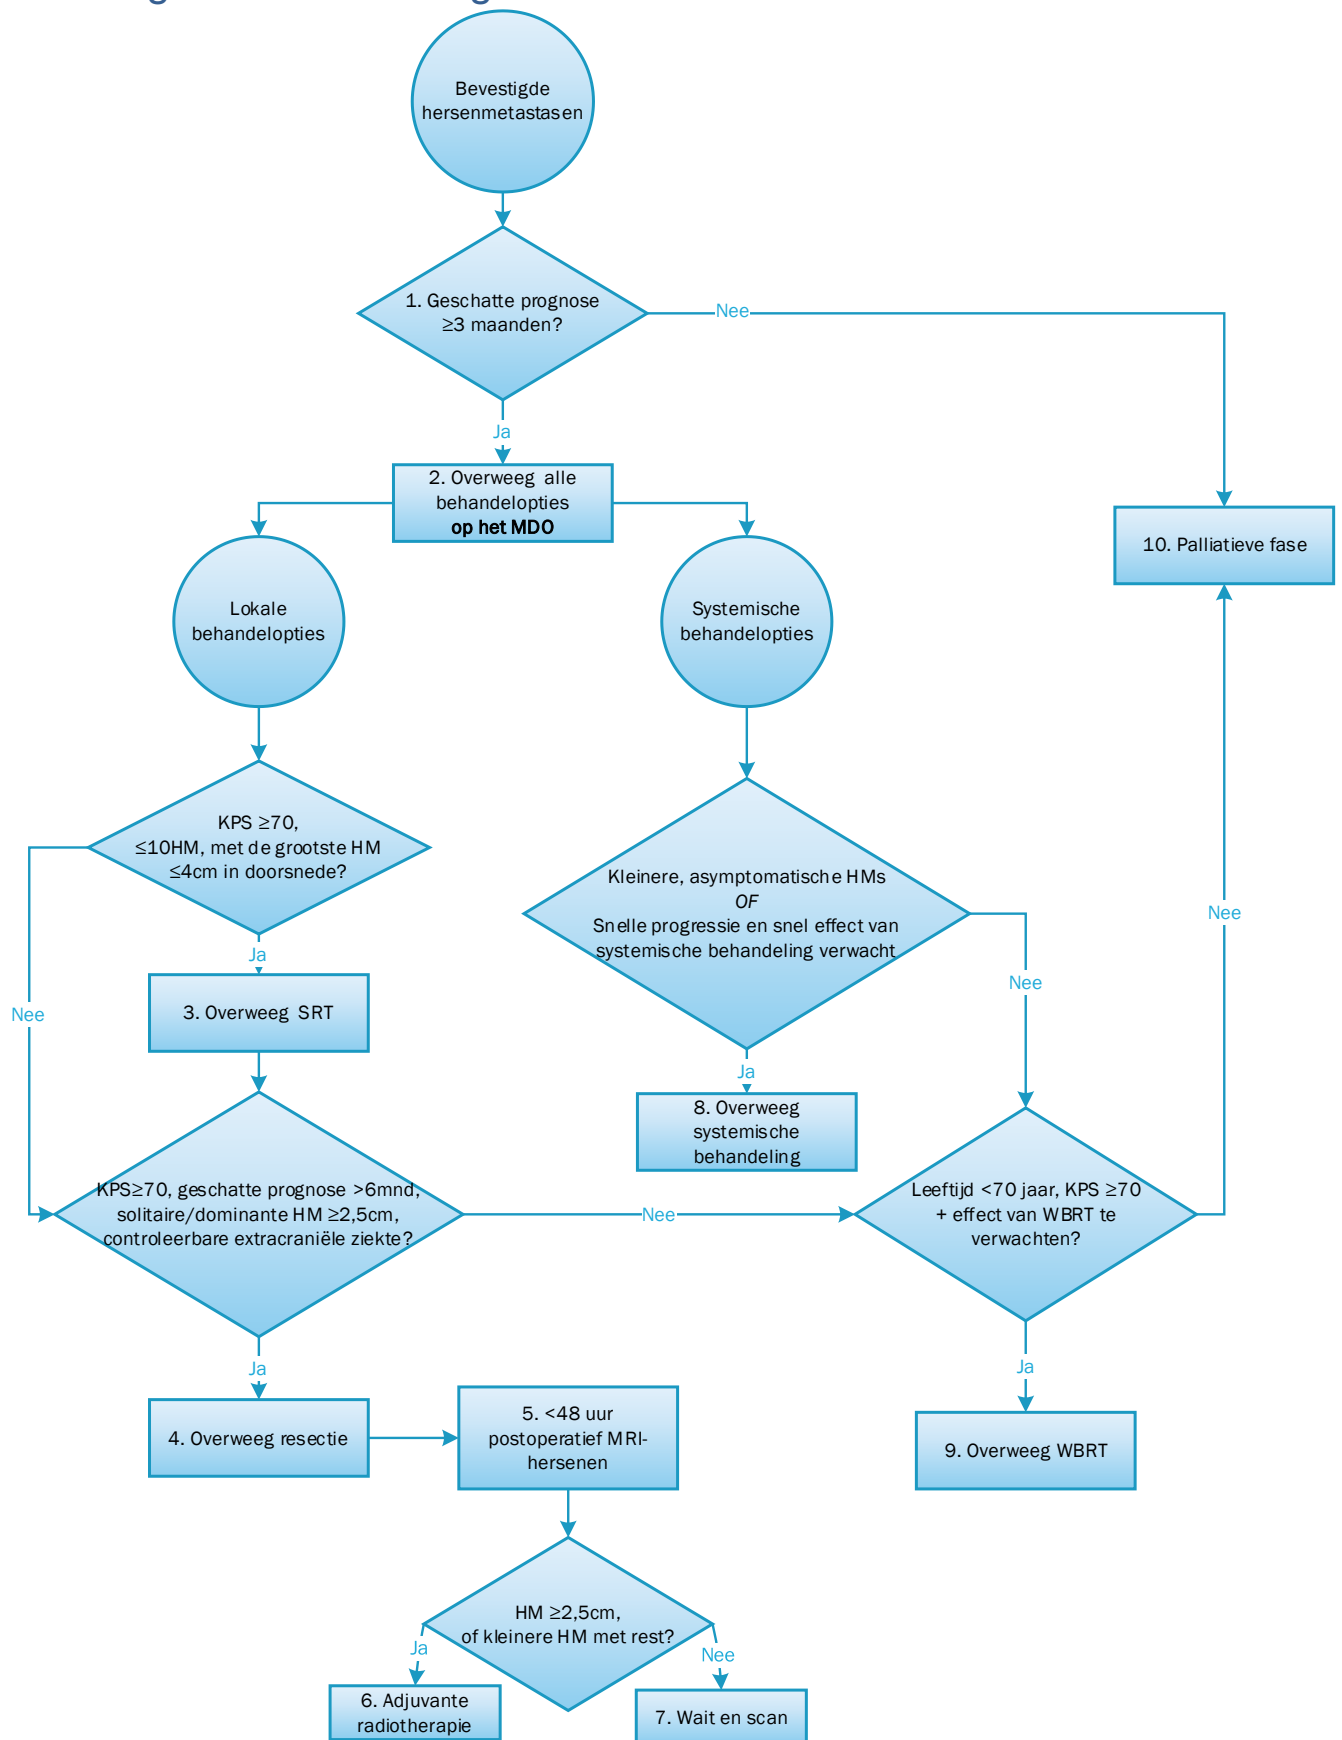 Bevestigde
hersenmetastasen
1. Geschatte prognose
≥3 maanden?
Nee
Ja
2. Overweeg alle
behandelopties
op het MDO
10. Palliatieve fase
Lokale
behandelopties
Systemische
behandelopties
KPS ≥70,
≤10HM, met de grootste HM
≤4cm in doorsnede?
Kleinere, asymptomatische HMs
OF
Snelle progressie en snel effect van
systemische behandeling verwacht
Nee
Ja
Nee
Nee
3. Overweeg SRT
Ja
8. Overweeg
systemische
behandeling
KPS≥70, geschatte prognose >6mnd,
solitaire/dominante HM ≥2,5cm,
controleerbare extracraniële ziekte?
Nee
Leeftijd <70 jaar, KPS ≥70
+ effect van WBRT te
verwachten?
Ja
Ja
4. Overweeg resectie
5. <48 uur
postoperatief MRI-
hersenen
9. Overweeg WBRT
HM ≥2,5cm,
of kleinere HM met rest?
Ja
Nee
6. Adjuvante
radiotherapie
7. Wait en scan